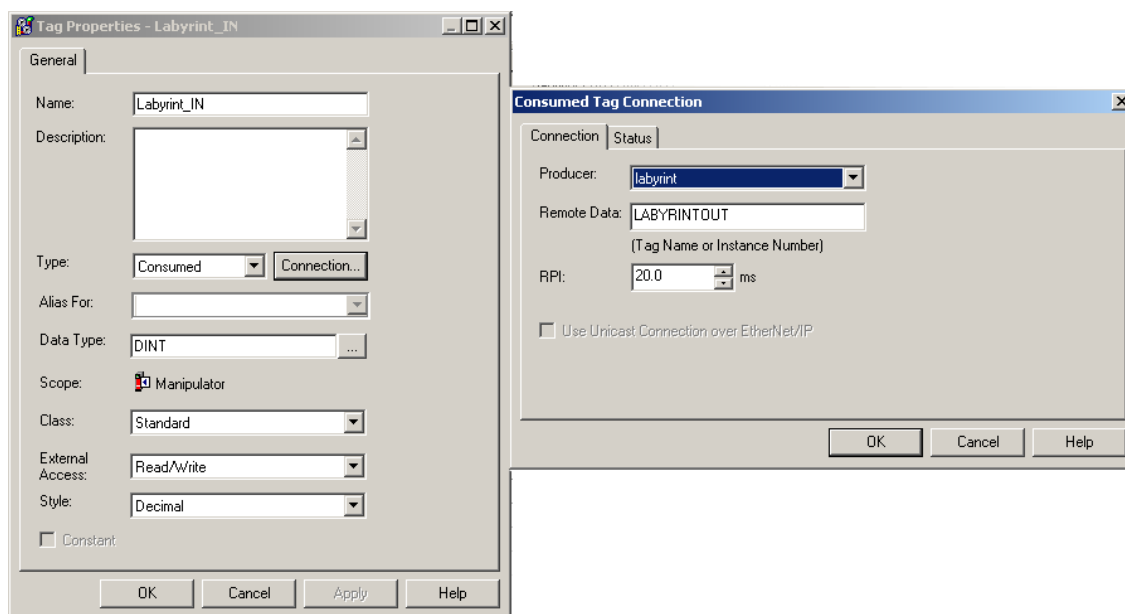 Tag Properties - Labyrint_IN
General
Name: Labyrint_IN
Description:
Type: Consumed Connection...
Alias For:
Data Type: DINT ...
Scope: Manipulator
Class: Standard
External Access: Read/Write
Style: Decimal
Constant
OK Cancel Apply Help
Consumed Tag Connection
Connection Status
Producer: labyrint
Remote Data: LABYRINTOUT
(Tag Name or Instance Number)
RPI: 20.0 ms
Use Unicast Connection over EtherNet/IP
OK Cancel Help